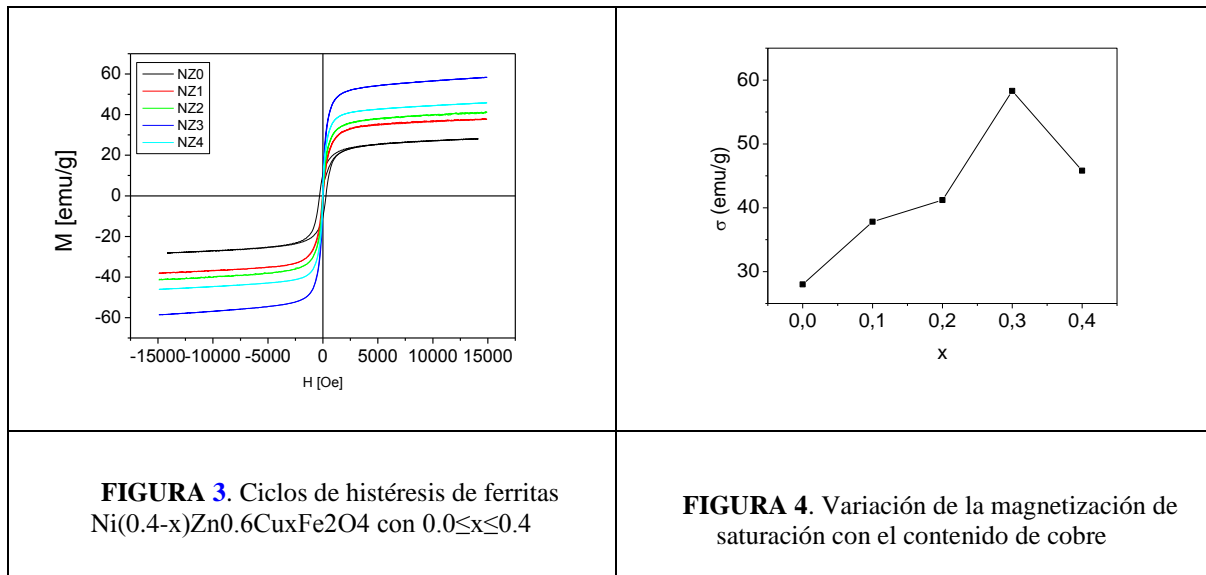 NZ0
NZ1
NZ2
NZ3
NZ4
60
40
20
0
-20
-40
-60
M [emu/g]
-15000 -10000 -5000 0 5000 10000 15000
H [Oe]
60
50
40
30
σ (emu/g)
0,0 0,1 0,2 0,3 0,4
x
FIGURA 3. Ciclos de histéresis de ferritas
Ni(0.4-x)Zn0.6CuxFe2O4 con 0.0≤x≤0.4
FIGURA 4. Variación de la magnetización de
saturación con el contenido de cobre